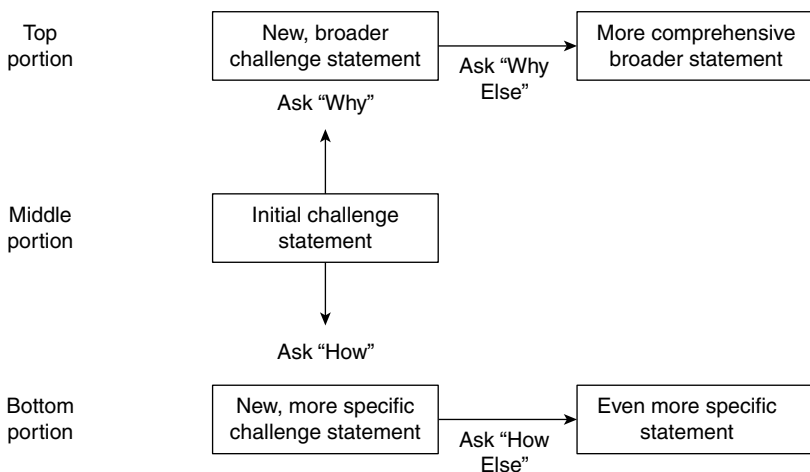 Top
portion
New, broader
challenge statement
Ask “Why
Else”
More comprehensive
broader statement
Ask “Why”
Middle
portion
Initial challenge
statement
Ask “How”
Bottom
portion
New, more specific
challenge statement
Ask “How
Else”
Even more specific
statement